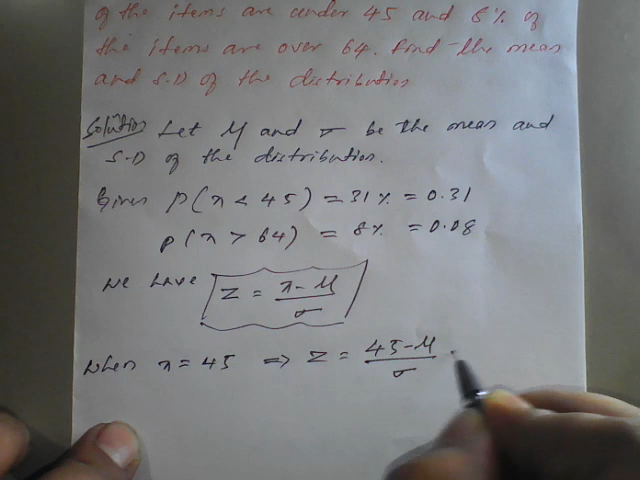 of the items are under 45 and 8% of
the items are over 64. Find the mean
and S.D of the distribution
Solution Let μ and σ be the mean and
S.D of the distribution.
Given p(x < 45) = 31% = 0.31
p(x > 64) = 8% = 0.08
we have z = x-μ/σ
when x = 45 ⇒ z = 45-μ/σ